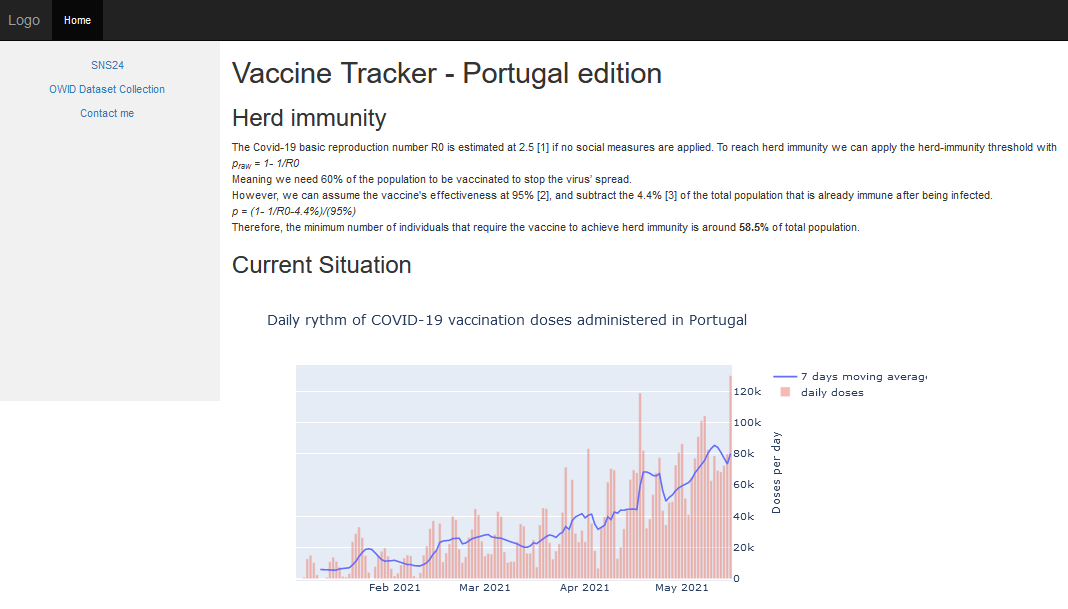 Logo
Home
SNS24
OWID Dataset Collection
Contact me
Vaccine Tracker - Portugal edition
Herd immunity
The Covid-19 basic reproduction number R0 is estimated at 2.5 [1] if no social measures are applied. To reach herd immunity we can apply the herd-immunity threshold with
praw = 1- 1/R0
Meaning we need 60% of the population to be vaccinated to stop the virus' spread.
However, we can assume the vaccine's effectiveness at 95% [2], and subtract the 4.4% [3] of the total population that is already immune after being infected.
p = (1- 1/R0-4.4%)/(95%)
Therefore, the minimum number of individuals that require the vaccine to achieve herd immunity is around 58.5% of total population.
Current Situation
Daily rythm of COVID-19 vaccination doses administered in Portugal
7 days moving average
daily doses
120k
100k
80k
60k
40k
20k
0
Doses per day
Feb 2021
Mar 2021
Apr 2021
May 2021